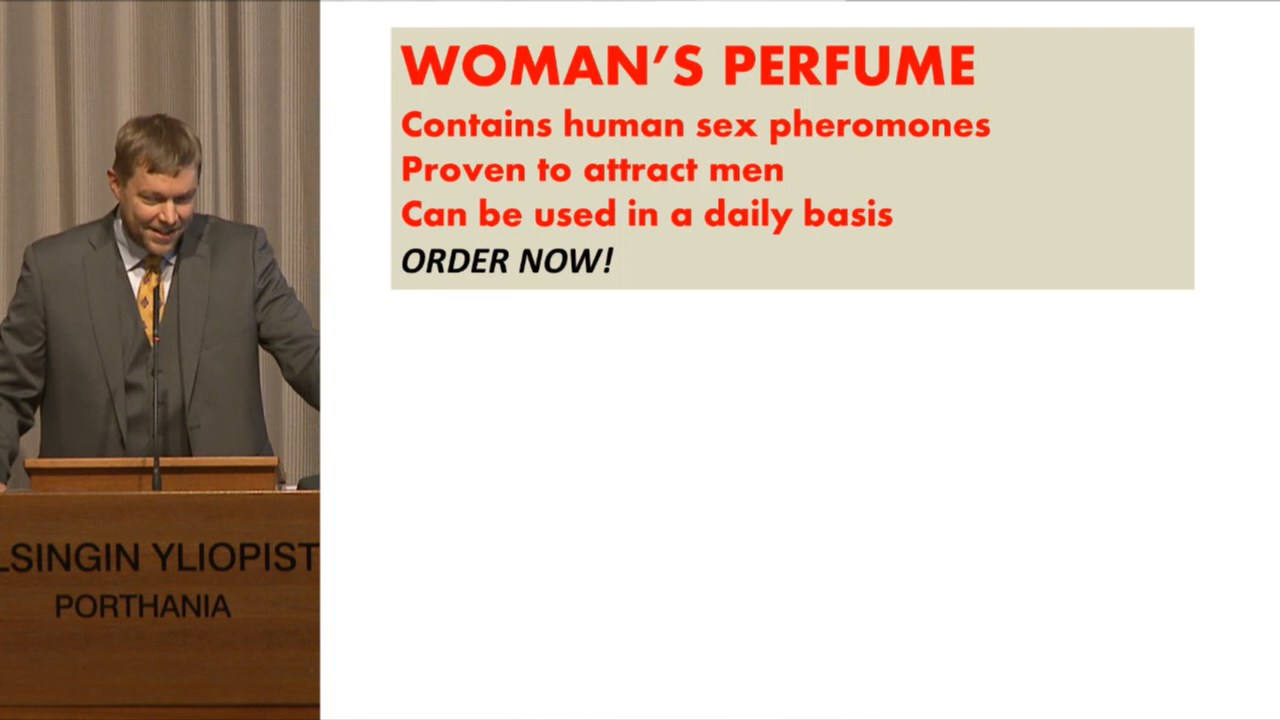 WOMAN'S PERFUME
Contains human sex pheromones
Proven to attract men
Can be used in a daily basis
ORDER NOW!
LSINGIN YLIOPIST
PORTHANIA